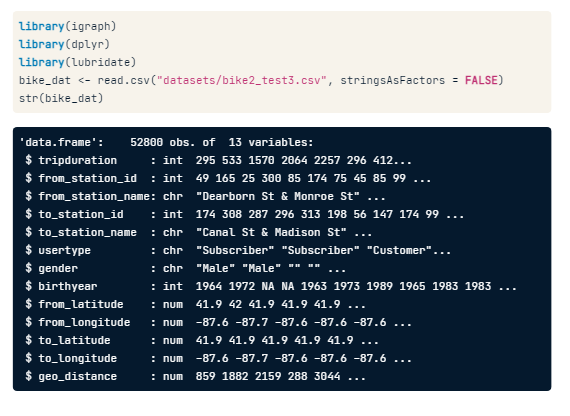 library(igraph)
library(dplyr)
library(lubridate)
bike_dat <- read.csv("datasets/bike2_test3.csv", stringsAsFactors = FALSE)
str(bike_dat)
'data.frame':    52800 obs. of  13 variables:
 $ tripduration     : int  295 533 1570 2064 2257 296 412...
 $ from_station_id  : int  49 165 25 300 85 174 75 45 85 99 ...
 $ from_station_name: chr  "Dearborn St & Monroe St" ...
 $ to_station_id    : int  174 308 287 296 313 198 56 147 174 99 ...
 $ to_station_name  : chr  "Canal St & Madison St" ...
 $ usertype         : chr  "Subscriber" "Subscriber" "Customer"...
 $ gender           : chr  "Male" "Male" "" "" ...
 $ birthyear        : int  1964 1972 NA NA 1963 1973 1989 1965 1983 1983 ...
 $ from_latitude    : num  41.9 42 41.9 41.9 41.9 ...
 $ from_longitude   : num  -87.6 -87.7 -87.6 -87.6 -87.6 ...
 $ to_latitude      : num  41.9 41.9 41.9 41.9 41.9 ...
 $ to_longitude     : num  -87.6 -87.7 -87.6 -87.6 -87.6 ...
 $ geo_distance     : num  859 1882 2159 288 3044 ...